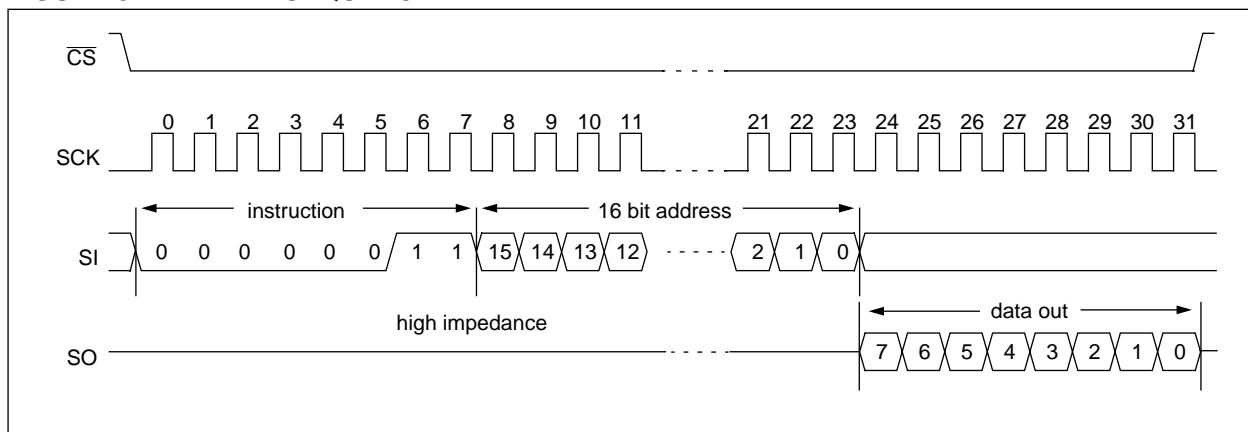 CS
0 1 2 3 4 5 6 7 8 9 10 11 21 22 23 24 25 26 27 28 29 30 31
SCK
instruction 16 bit address
SI 0 0 0 0 0 0 1 1 15 14 13 12 2 1 0
data out
high impedance
SO 7 6 5 4 3 2 1 0